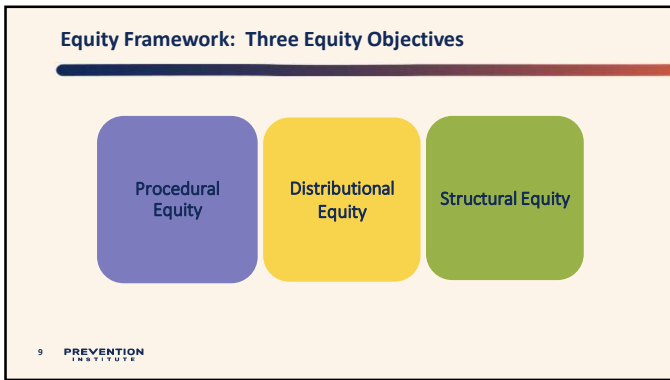 Equity Framework:  Three Equity Objectives
Procedural
Equity
Distributional
Equity
Structural Equity
9
PREVENTION
INSTITUTE